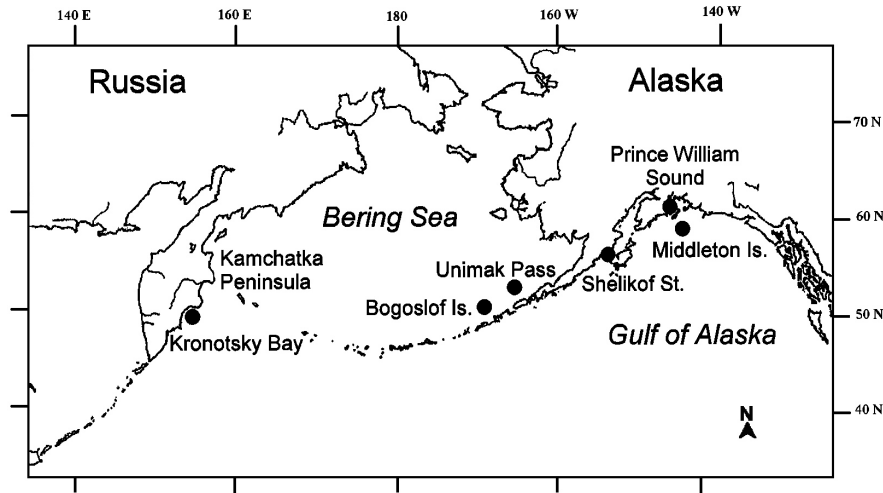 140 E 160 E 180 160 W 140 W
Russia
Alaska
70 N
Prince William
Sound
Bering Sea
60 N
Kamchatka
Peninsula
Middleton Is.
Unimak Pass
Shelikof St.
Bogoslof Is.
50 N
Kronotsky Bay
Gulf of Alaska
40 N
N